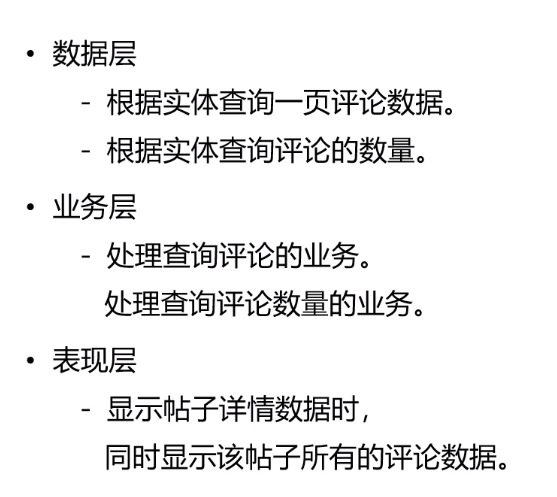 • 数据层
- 根据实体查询一页评论数据。
- 根据实体查询评论的数量。
• 业务层
- 处理查询评论的业务。
处理查询评论数量的业务。
• 表现层
- 显示帖子详情数据时，
同时显示该帖子所有的评论数据。